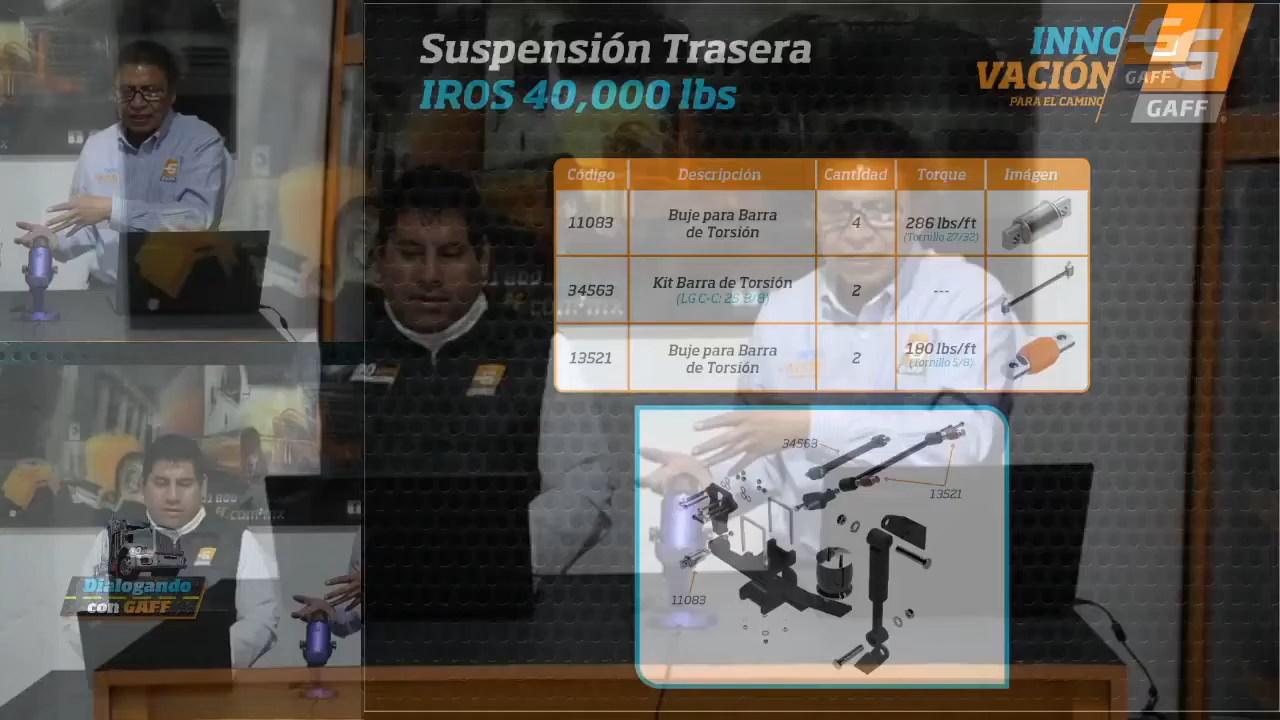 Suspensión Trasera
IROS 40,000 lbs
INNO
VACIÓN
PARA EL CAMINO
GAFF
GAFF
Código Descripción Cantidad Torque Imágen
11083 Buje para Barra de Torsión 4 286 lbs/ft (Tornillo 27/32)
34563 Kit Barra de Torsión 2 ---
13521 Buje para Barra de Torsión 2 180 lbs/ft (Tornillo 5/8)
34563
13521
11083
Dialogando
con GAFF